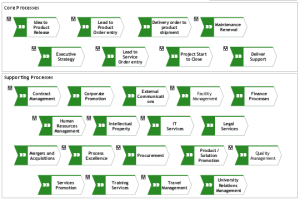 Core Processes
Idea to
Product
Release
Lead to
Product
Order entry
Delivery order to
product
shipment
Maintenance
Renewal
Executive
Strategy
Lead to
Service
Order entry
Project Start
to Close
Deliver
Support
Supporting Processes
Contract
Management
Corporate
Promotion
External
Communicati
ons
Facility
Management
Finance
Processes
Human
Resources
Management
Intellectual
Property
IT
Services
Legal
Services
Mergers and
Acquisitions
Process
Excellence
Procurement
Product /
Solution
Promotion
Quality
Management
Services
Promotion
Training
Services
Travel
Management
University
Relations
Management